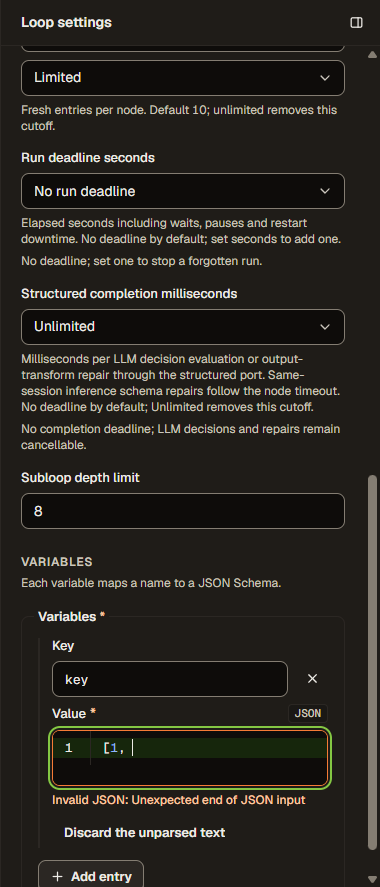 Loop settings
Limited
Fresh entries per node. Default 10; unlimited removes this
cutoff.
Run deadline seconds
No run deadline
Elapsed seconds including waits, pauses and restart
downtime. No deadline by default; set seconds to add one.
No deadline; set one to stop a forgotten run.
Structured completion milliseconds
Unlimited
Milliseconds per LLM decision evaluation or output-
transform repair through the structured port. Same-
session inference schema repairs follow the node timeout.
No deadline by default; Unlimited removes this cutoff.
No completion deadline; LLM decisions and repairs remain
cancellable.
Subloop depth limit
8
VARIABLES
Each variable maps a name to a JSON Schema.
Variables *
Key
key
Value * JSON
1 [1,
Invalid JSON: Unexpected end of JSON input
Discard the unparsed text
+ Add entry